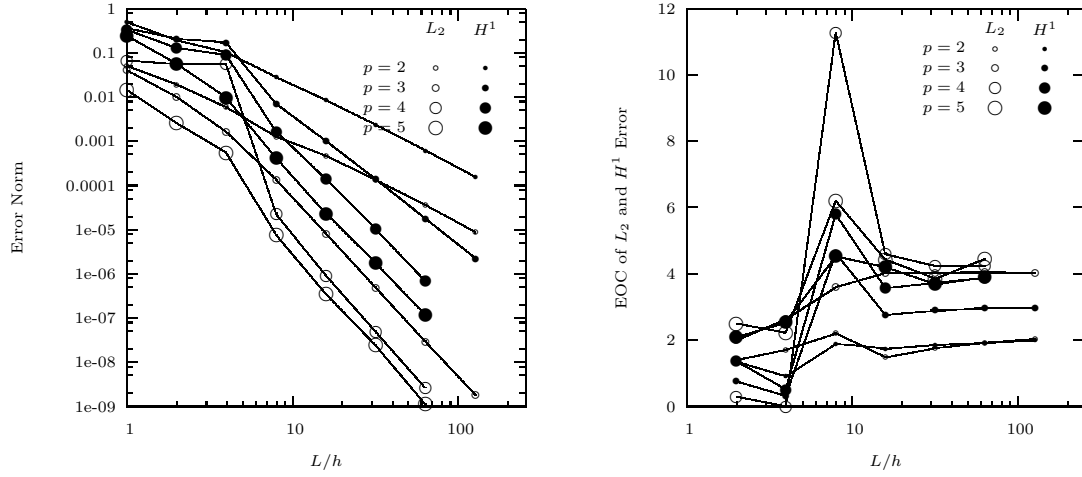 1
0.1
0.01
0.001
0.0001
1e-05
1e-06
1e-07
1e-08
1e-09
1
10
100
Error Norm
L/h
L₂ H¹
p = 2
p = 3
p = 4
p = 5
12
10
8
6
4
2
0
1
10
100
EOC of L₂ and H¹ Error
L/h
L₂ H¹
p = 2
p = 3
p = 4
p = 5